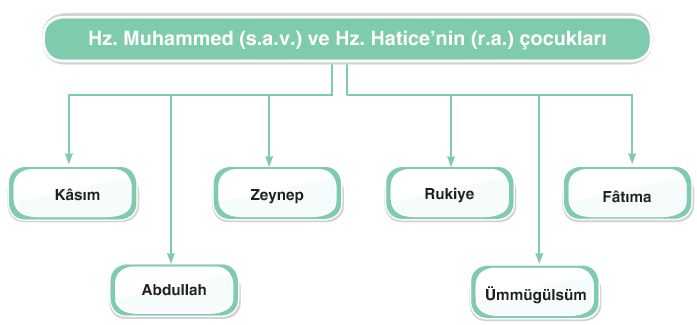 Hz. Muhammed (s.a.v.) ve Hz. Hatice’nin (r.a.) çocukları
Kâsım
Zeynep
Rukiye
Fâtıma
Abdullah
Ümmügülsüm